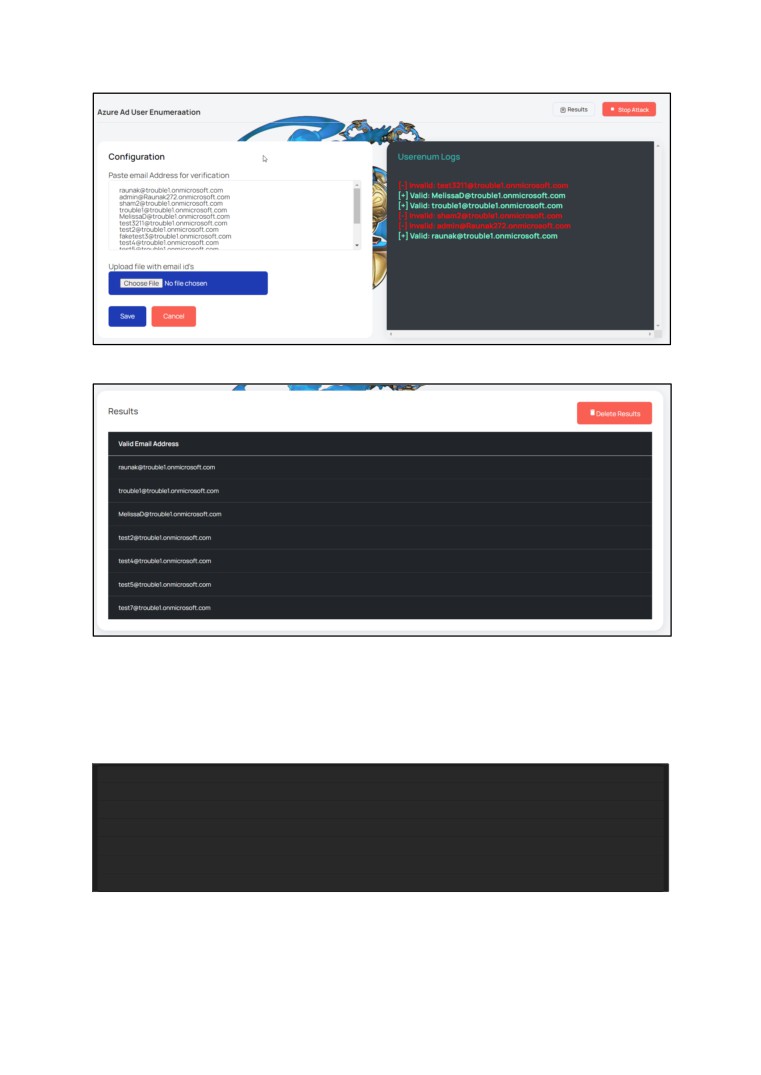 Azure Ad User Enumeraation
Results
Stop Attack
Configuration
Paste email Address for verification
raunak@trouble1.onmicrosoft.com
admin@Raunak272.onmicrosoft.com
sham2@trouble1.onmicrosoft.com
trouble1@trouble1.onmicrosoft.com
MelissaD@trouble1.onmicrosoft.com
test3211@trouble1.onmicrosoft.com
test2@trouble1.onmicrosoft.com
faketest3@trouble1.onmicrosoft.com
test4@trouble1.onmicrosoft.com
test5@trouble1.onmicrosoft.com
Upload file with email id's
Choose File No file chosen
Save
Cancel
Userenum Logs
[-] Invalid: test3211@trouble1.onmicrosoft.com
[+] Valid: MelissaD@trouble1.onmicrosoft.com
[+] Valid: trouble1@trouble1.onmicrosoft.com
[-] Invalid: sham2@trouble1.onmicrosoft.com
[-] Invalid: admin@Raunak272.onmicrosoft.com
[+] Valid: raunak@trouble1.onmicrosoft.com
Results
Delete Results
Valid Email Address
raunak@trouble1.onmicrosoft.com
trouble1@trouble1.onmicrosoft.com
MelissaD@trouble1.onmicrosoft.com
test2@trouble1.onmicrosoft.com
test4@trouble1.onmicrosoft.com
test5@trouble1.onmicrosoft.com
test7@trouble1.onmicrosoft.com